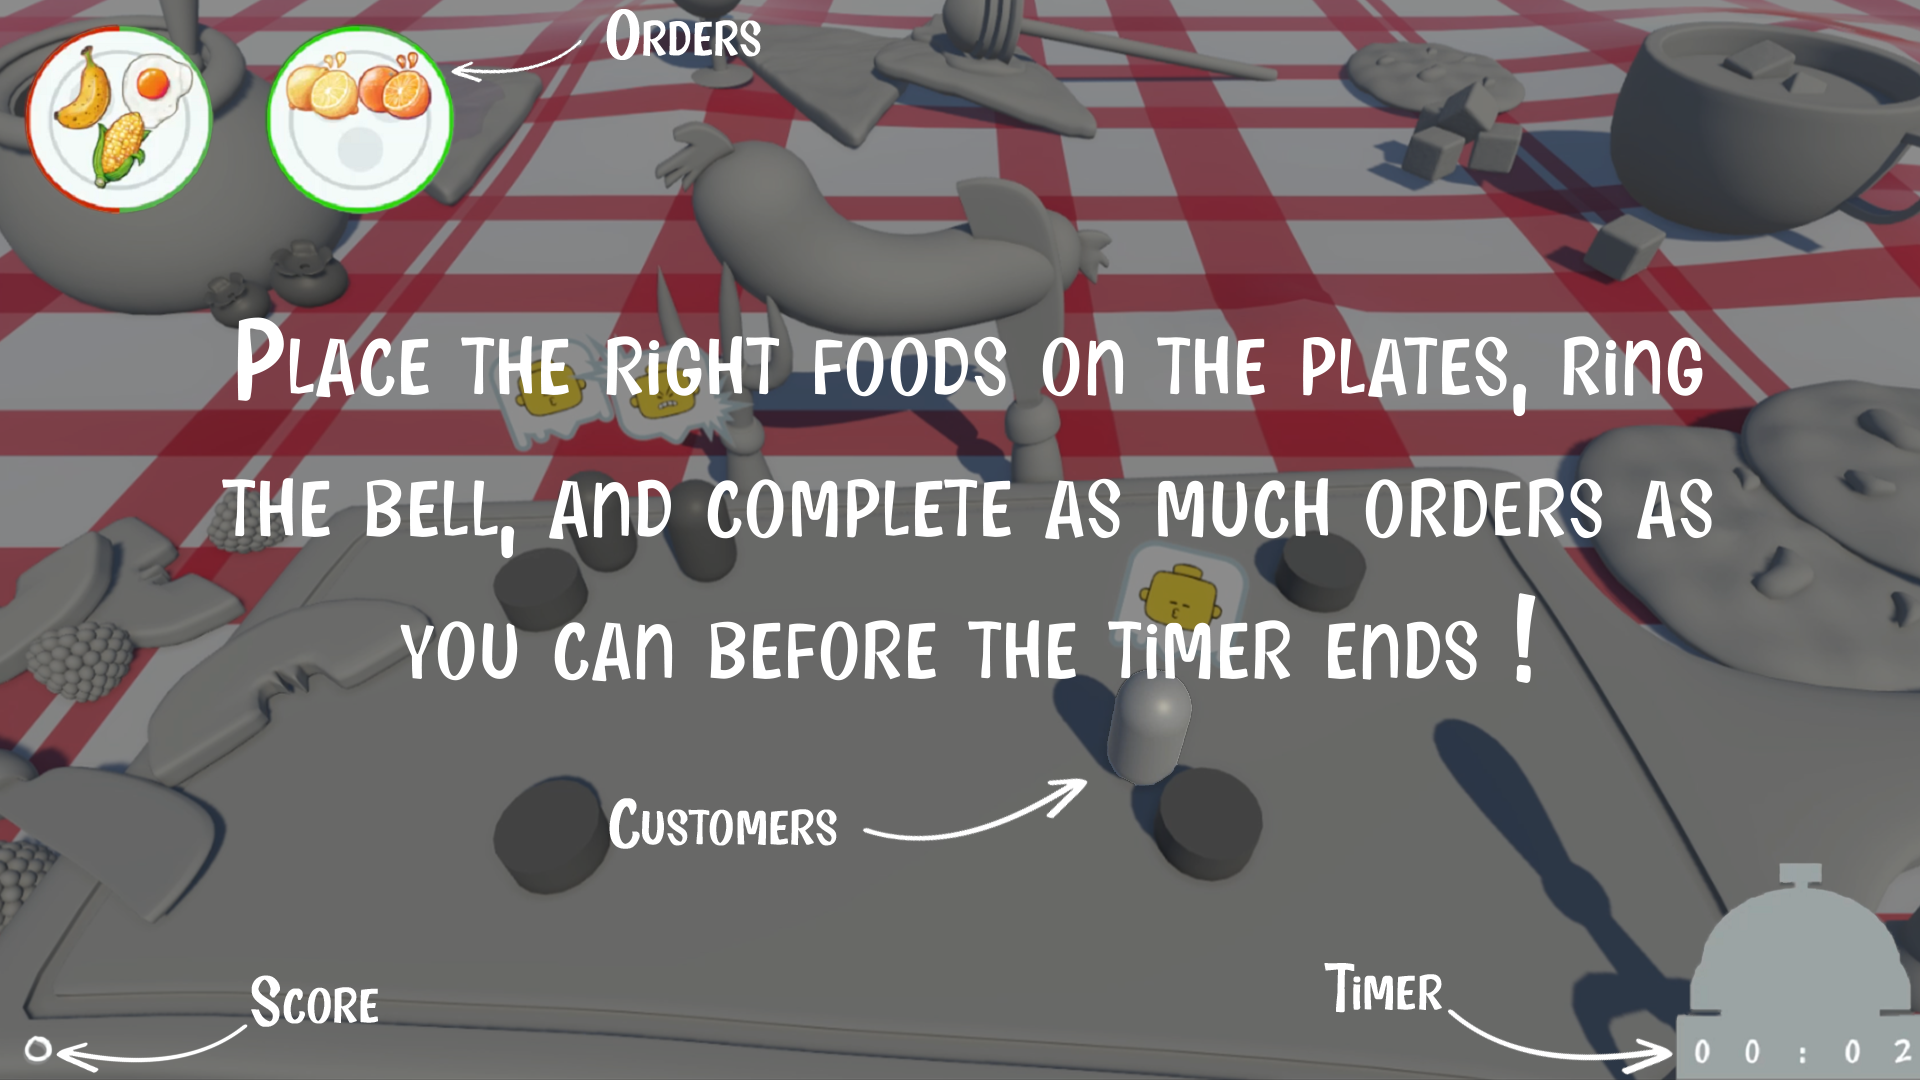 Orders
Place the right foods on the plates, ring
the bell, and complete as much orders as
you can before the timer ends !
Customers
Score
Timer
0
00:02